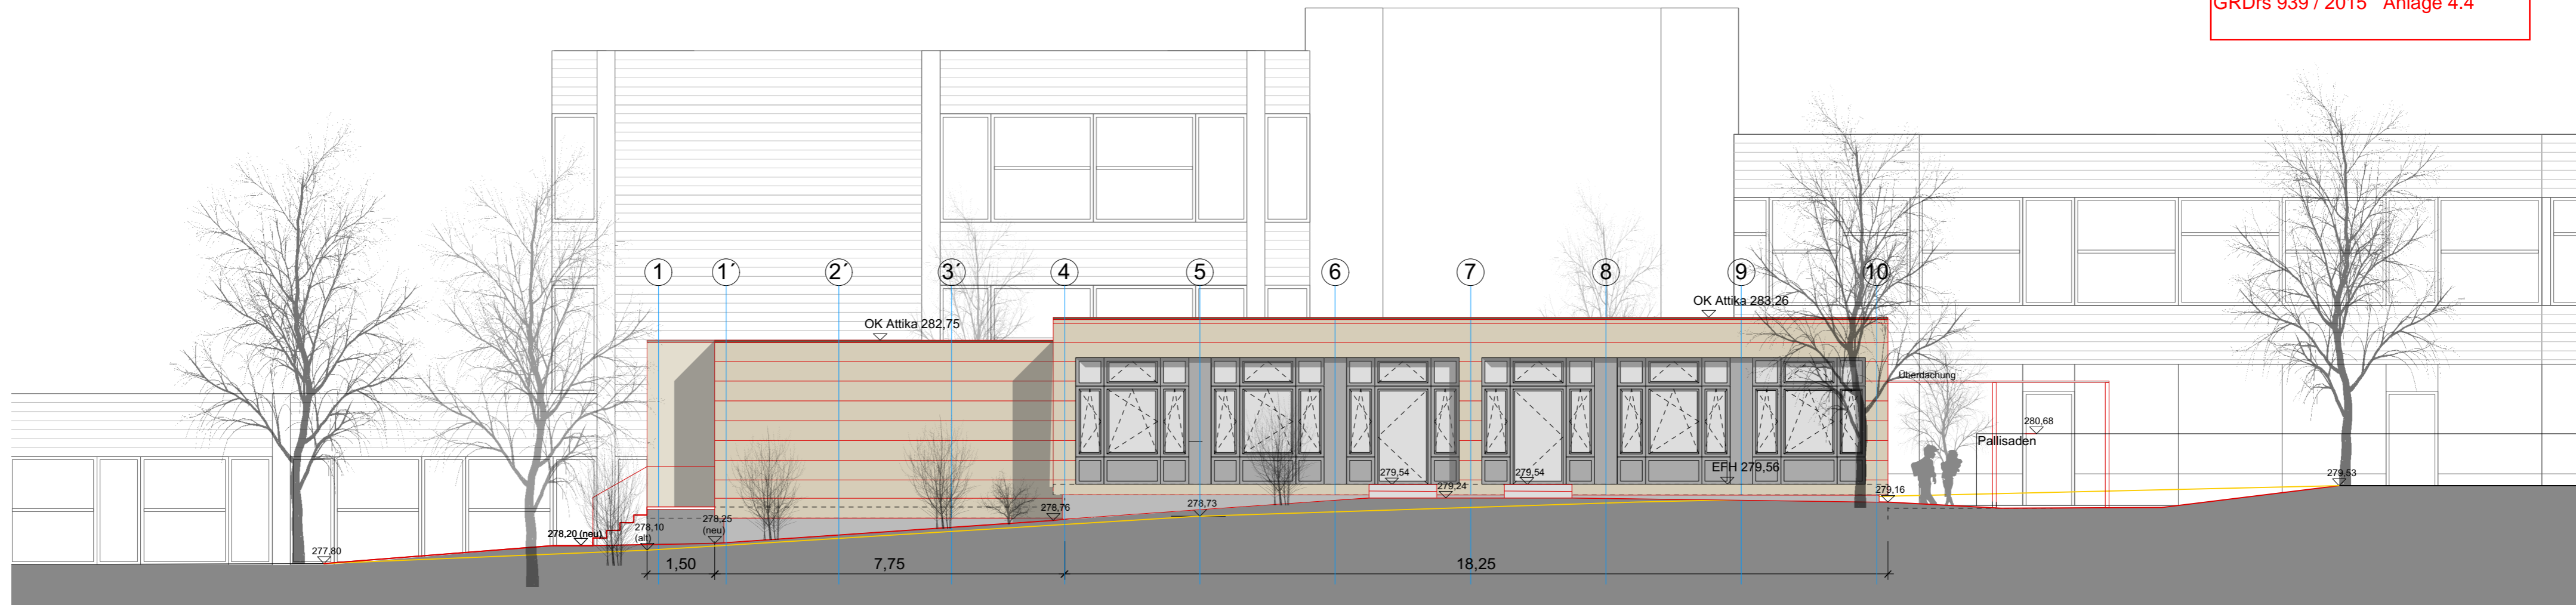 GRDrs 939 / 2015 Anlage 4.4
1 1´ 2´ 3´ 4 5 6 7 8 9 10
OK Attika 283,26
OK Attika 282,75
Überdachung
280,68
Pallisaden
EFH 279,56
279,54
279,54
279,53
279,24
279,16
278,76
278,73
278,25
(neu)
278,10
(alt)
278,20 (neu)
277,80
1,50
7,75
18,25